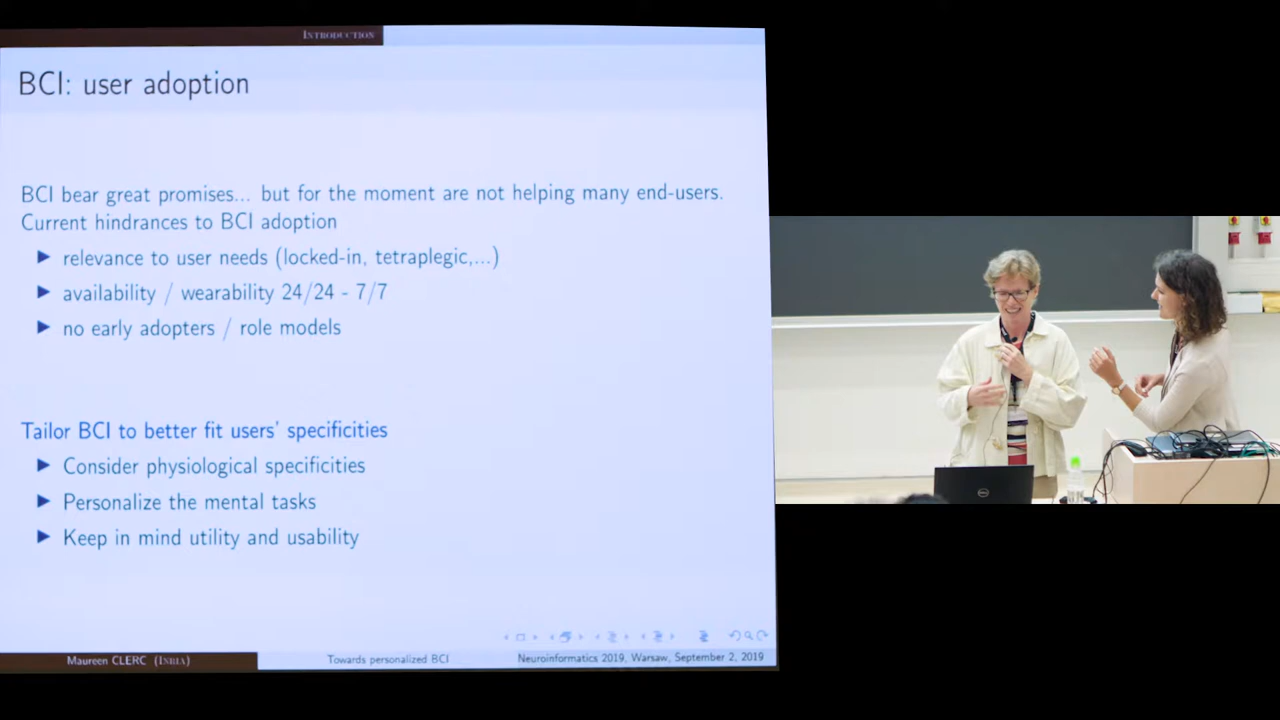 INTRODUCTION
BCI: user adoption
BCI bear great promises... but for the moment are not helping many end-users.
Current hindrances to BCI adoption
▶ relevance to user needs (locked-in, tetraplegic,...)
▶ availability / wearability 24/24 - 7/7
▶ no early adopters / role models
Tailor BCI to better fit users' specificities
▶ Consider physiological specificities
▶ Personalize the mental tasks
▶ Keep in mind utility and usability
Maureen CLERC (INRIA) Towards personalized BCI Neuroinformatics 2019, Warsaw, September 2, 2019
DELL